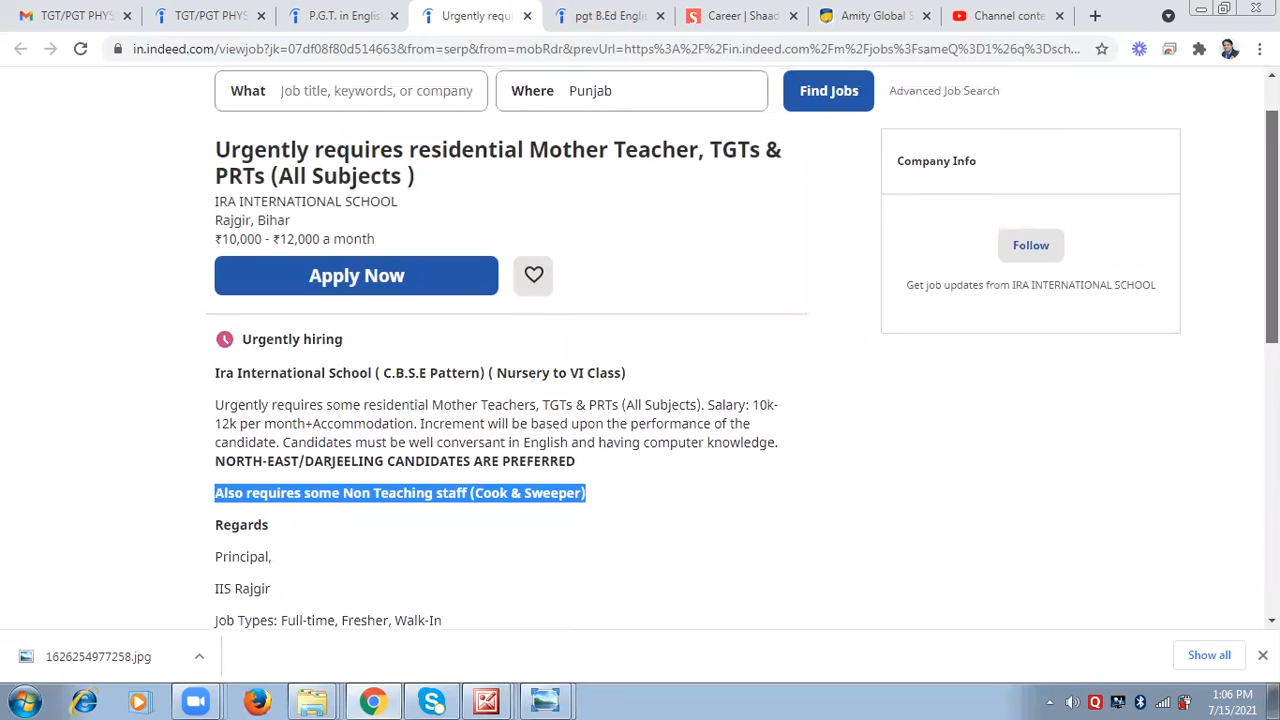 TGT/PGT PHYS
TGT/PGT PHYS
P.G.T. in Englis
Urgently requi
pgt B.Ed Engli
Career | Shaad
Amity Global S
Channel conte
in.indeed.com/viewjob?jk=07df08f80d514663&from=serp&from=mobRdr&prevUrl=https%3A%2F%2Fin.indeed.com%2Fm%2Fjobs%3FsameQ%3D1%26q%3Dsch...
What Job title, keywords, or company
Where Punjab
Find Jobs
Advanced Job Search
Urgently requires residential Mother Teacher, TGTs &
PRTs (All Subjects )
IRA INTERNATIONAL SCHOOL
Rajgir, Bihar
₹10,000 - ₹12,000 a month
Apply Now
Company Info
Follow
Get job updates from IRA INTERNATIONAL SCHOOL
Urgently hiring
Ira International School ( C.B.S.E Pattern) ( Nursery to VI Class)
Urgently requires some residential Mother Teachers, TGTs & PRTs (All Subjects). Salary: 10k-
12k per month+Accommodation. Increment will be based upon the performance of the
candidate. Candidates must be well conversant in English and having computer knowledge.
NORTH-EAST/DARJEELING CANDIDATES ARE PREFERRED
Also requires some Non Teaching staff (Cook & Sweeper)
Regards
Principal,
IIS Rajgir
Job Types: Full-time, Fresher, Walk-In
1626254977258.jpg
Show all
1:06 PM
7/15/2021